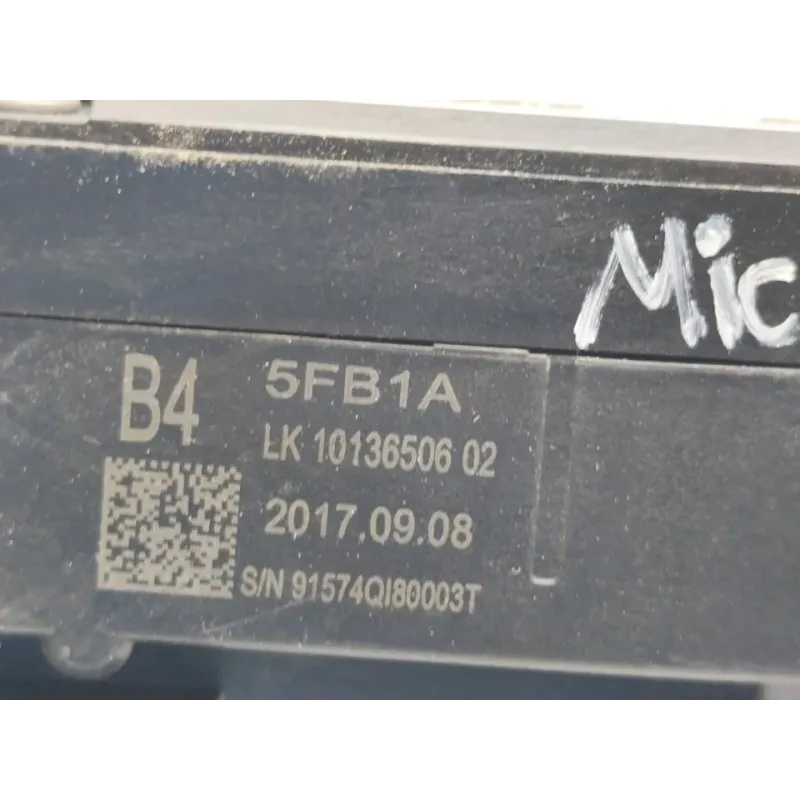 Mic
B4
5FB1A
LK 10136506 02
2017.09.08
S/N 91574QI80003T